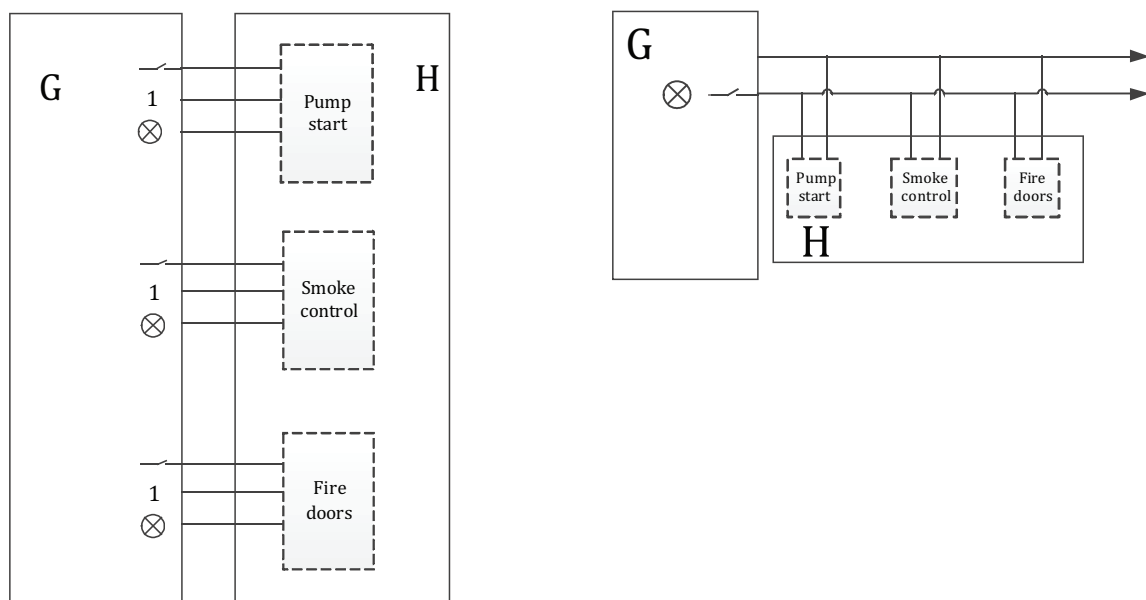 G
1
Pump
start
H
1
Smoke
control
1
Fire
doors
G
Pump
start
Smoke
control
Fire
doors
H